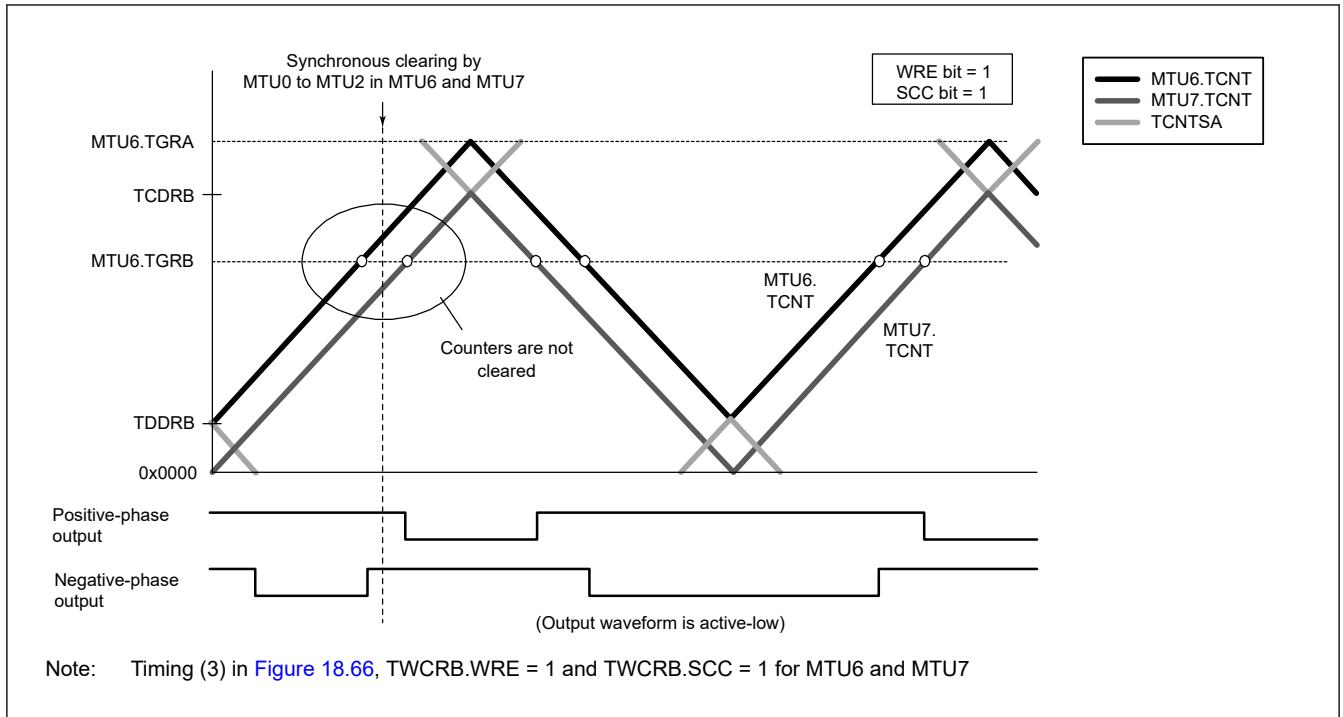 Synchronous clearing by
MTU0 to MTU2 in MTU6 and MTU7
WRE bit = 1
SCC bit = 1
MTU6.TCNT
MTU7.TCNT
TCNTSA
MTU6.TGRA
TCDRB
MTU6.TGRB
TDDRB
0x0000
Counters are not
cleared
MTU6.
TCNT
MTU7.
TCNT
Positive-phase
output
Negative-phase
output
(Output waveform is active-low)
Note: Timing (3) in Figure 18.66, TWCRB.WRE = 1 and TWCRB.SCC = 1 for MTU6 and MTU7